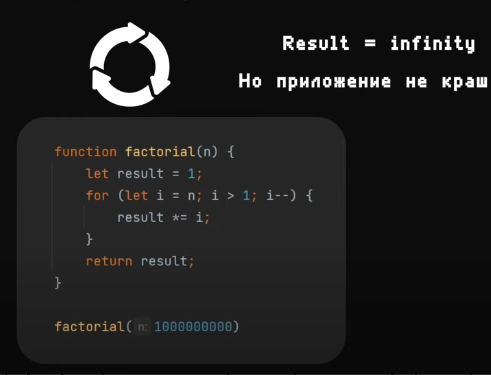 Result = infinity
Но приложение не краш
function factorial(n) {
let result = 1;
for (let i = n; i > 1; i--) {
result *= i;
}
return result;
}
factorial( n: 1000000000)